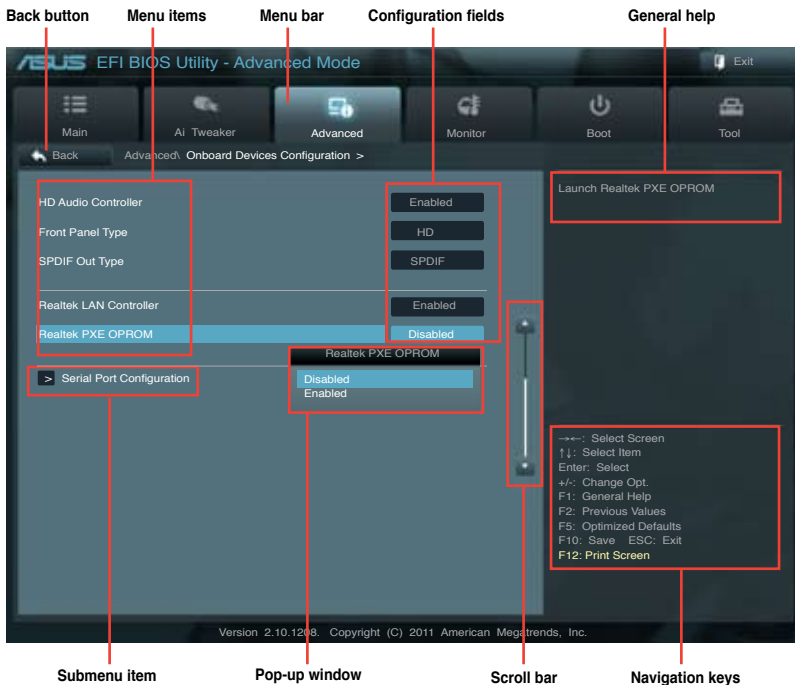 Back button Menu items Menu bar Configuration fields General help
ASUS EFI BIOS Utility - Advanced Mode Exit
Main Ai Tweaker Advanced Monitor Boot Tool
Back Advanced\ Onboard Devices Configuration >
HD Audio Controller Enabled
Front Panel Type HD
SPDIF Out Type SPDIF
Realtek LAN Controller Enabled
Realtek PXE OPROM Disabled
Realtek PXE OPROM
Disabled
Enabled
> Serial Port Configuration
Launch Realtek PXE OPROM
→←: Select Screen
↑↓: Select Item
Enter: Select
+/-: Change Opt.
F1: General Help
F2: Previous Values
F5: Optimized Defaults
F10: Save ESC: Exit
F12: Print Screen
Version 2.10.1208. Copyright (C) 2011 American Megatrends, Inc.
Submenu item Pop-up window Scroll bar Navigation keys